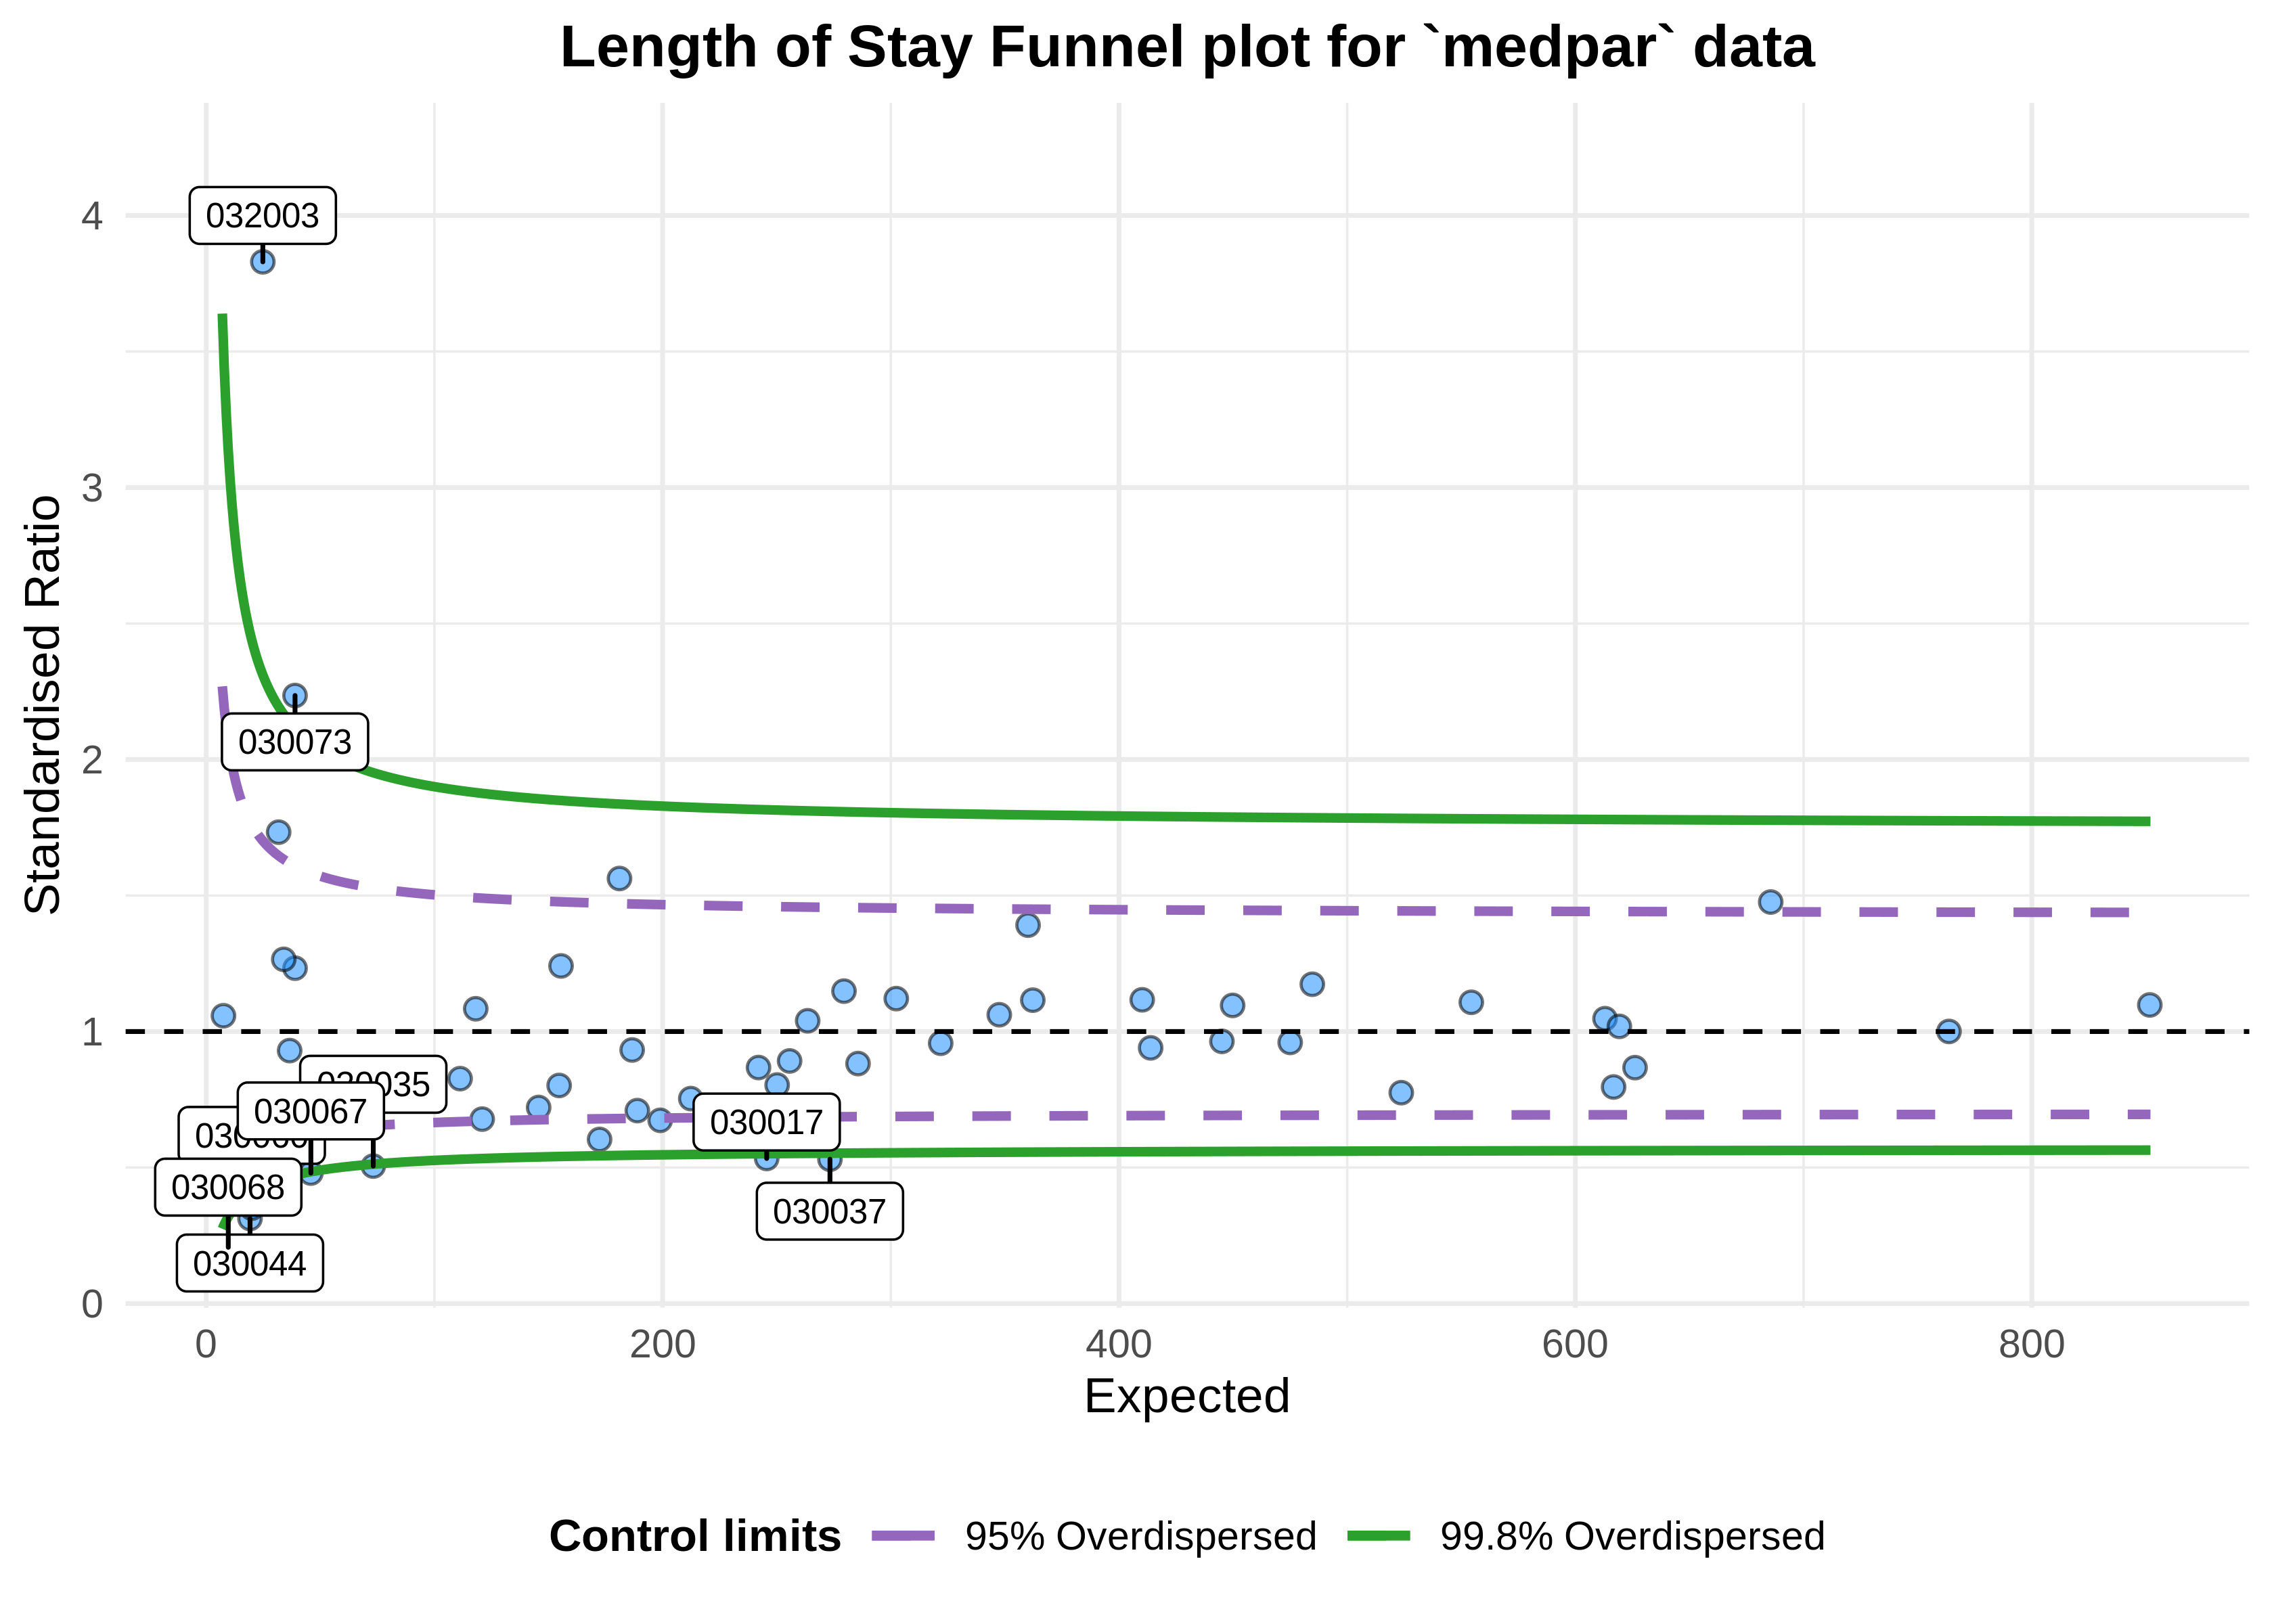 Length of Stay Funnel plot for `medpar` data
Standardised Ratio
4
3
2
1
0
032003
030073
030067
030017
030068
030037
030044
0
200
400
600
800
Expected
Control limits
95% Overdispersed
99.8% Overdispersed